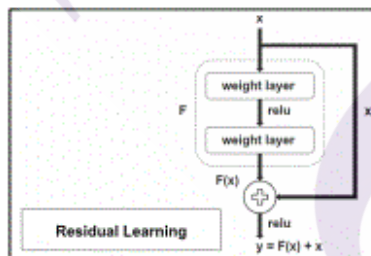 x
weight layer
F
relu
x
weight layer
F(x)
relu
Residual Learning
y = F(x) + x